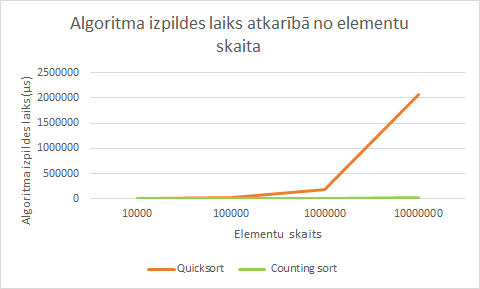 Algoritma izpildes laiks atkarībā no elementu
skaita
Algoritma izpildes laiks (μs)
2500000
2000000
1500000
1000000
500000
0
10000 100000 1000000 10000000
Elementu skaits
Quicksort Counting sort